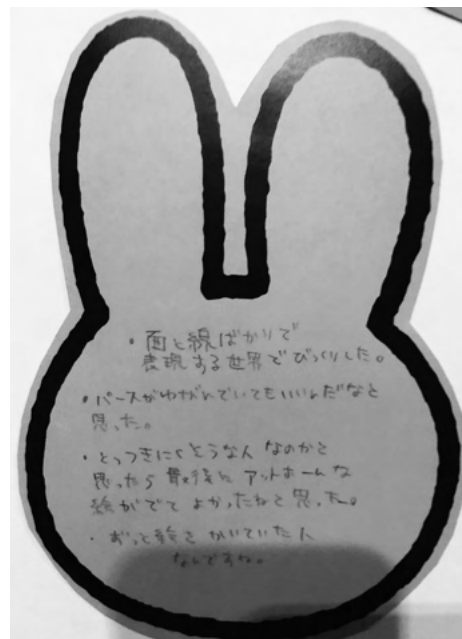 ・面と線ばかりで
表現する世界でびっくりした。
・パースがゆがんでいてもいいんだなと
思った。
・とっつきにくそうな人なのかと
思ったら最後にアットホームな
絵がでてよかったねと思った。
・ずっと絵をかいていた人
なんですね。